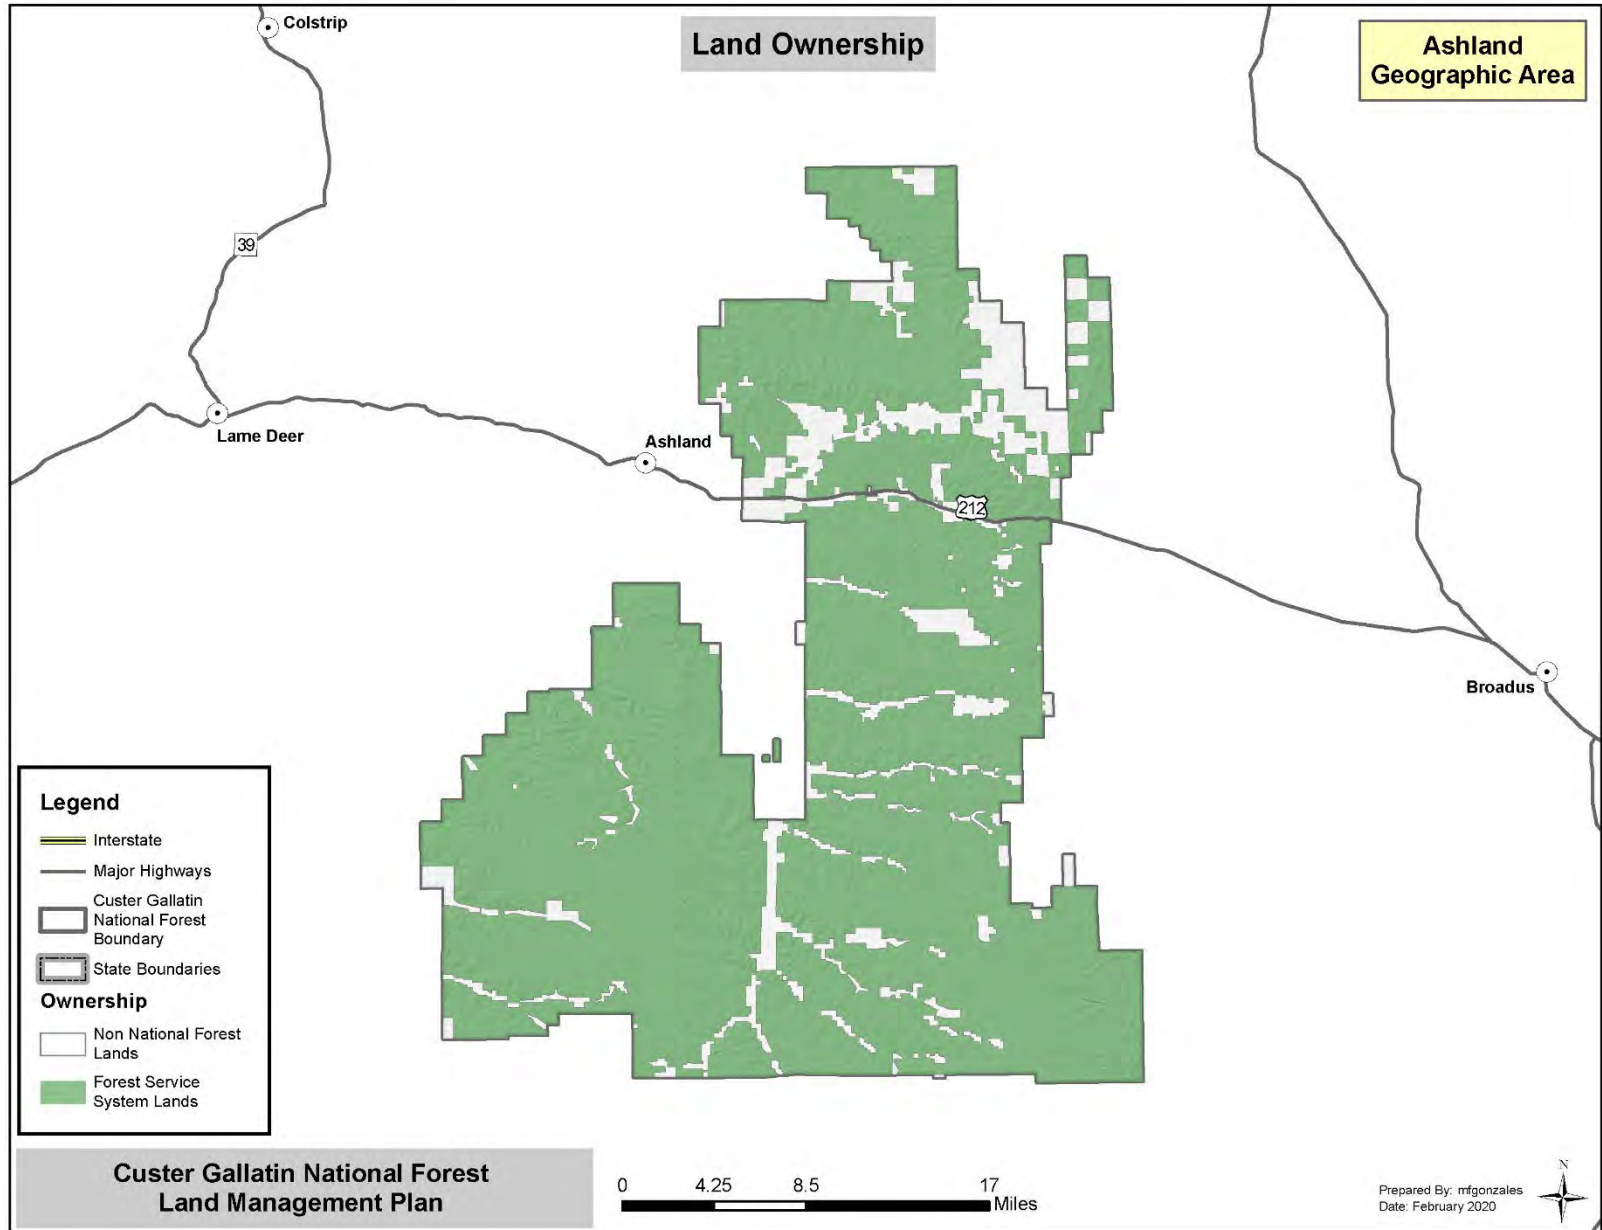 Colstrip
Land Ownership
Ashland
Geographic Area
39
Lame Deer
Ashland
212
Broadus
Legend
Interstate
Major Highways
Custer Gallatin
National Forest
Boundary
State Boundaries
Ownership
Non National Forest
Lands
Forest Service
System Lands
Custer Gallatin National Forest
Land Management Plan
0 4.25 8.5 17
Miles
N
Prepared By: mfgonzales
Date: February 2020